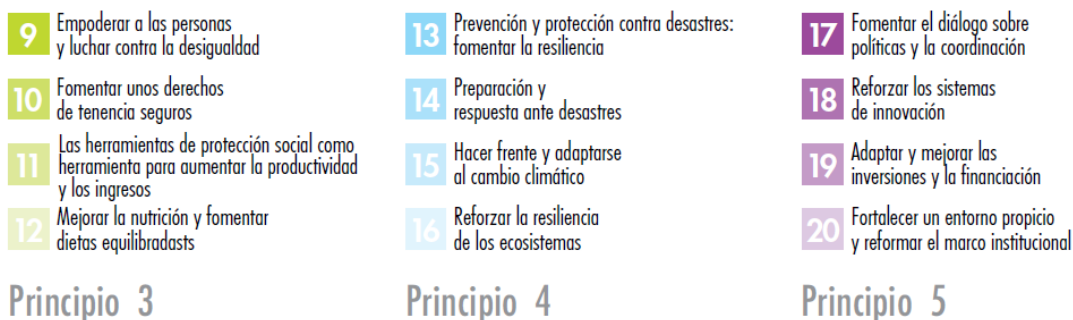 9 Empoderar a las personas
y luchar contra la desigualdad
10 Fomentar unos derechos
de tenencia seguros
11 Las herramientas de protección social como
herramienta para aumentar la productividad
y los ingresos
12 Mejorar la nutrición y fomentar
dietas equilibradasts
Principio 3
13 Prevención y protección contra desastres:
fomentar la resiliencia
14 Preparación y
respuesta ante desastres
15 Hacer frente y adaptarse
al cambio climático
16 Reforzar la resiliencia
de los ecosistemas
Principio 4
17 Fomentar el diálogo sobre
políticas y la coordinación
18 Reforzar los sistemas
de innovación
19 Adaptar y mejorar las
inversiones y la financiación
20 Fortalecer un entorno propicio
y reformar el marco institucional
Principio 5